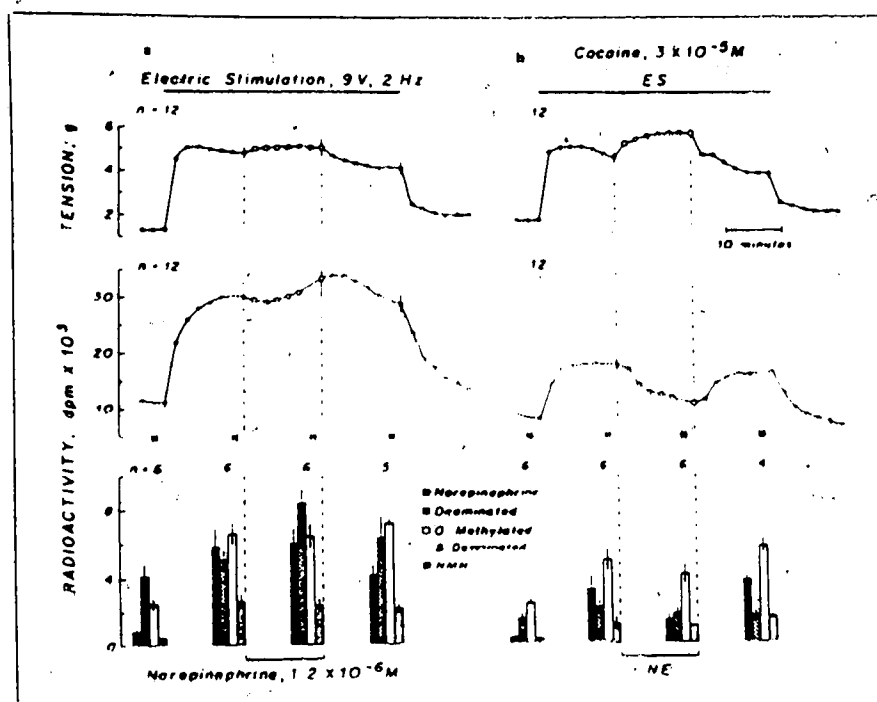 a
Electric Stimulation, 9V, 2 Hz
n = 12
TENSION; g
6
4
2
n = 12
RADIOACTIVITY, dpm x 10³
30
20
10
n = 6 6 6 5
8
4
0
Norepinephrine, 1.2 x 10⁻⁶ M
b Cocaine, 3 x 10⁻⁵ M
ES
12
10 minutes
12
6 6 6 4
Norepinephrine
Deaminated
O Methylated
& Deaminated
NMN
NE